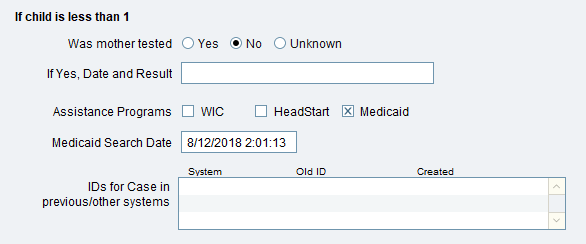 If child is less than 1
Was mother tested Yes No Unknown
If Yes, Date and Result
Assistance Programs WIC HeadStart Medicaid
Medicaid Search Date 8/12/2018 2:01:13
System Old ID Created
IDs for Case in
previous/other systems